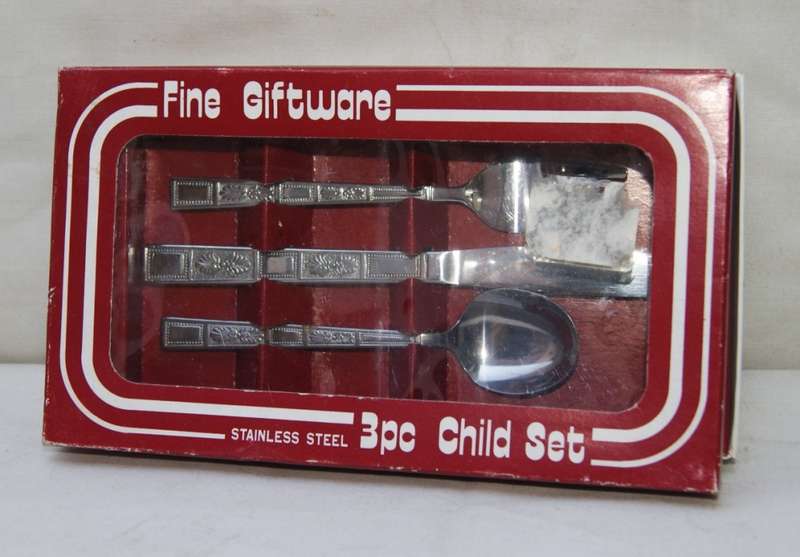 Fine Giftware
STAINLESS STEEL 3pc Child Set